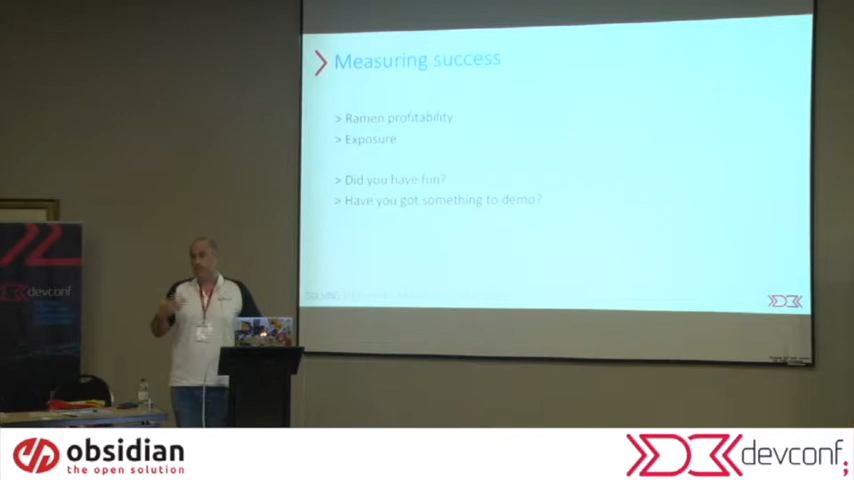 Measuring success
> Ramen profitability
> Exposure
> Did you have fun?
> Have you got something to demo?
devconf
obsidian
the open solution
devconf;